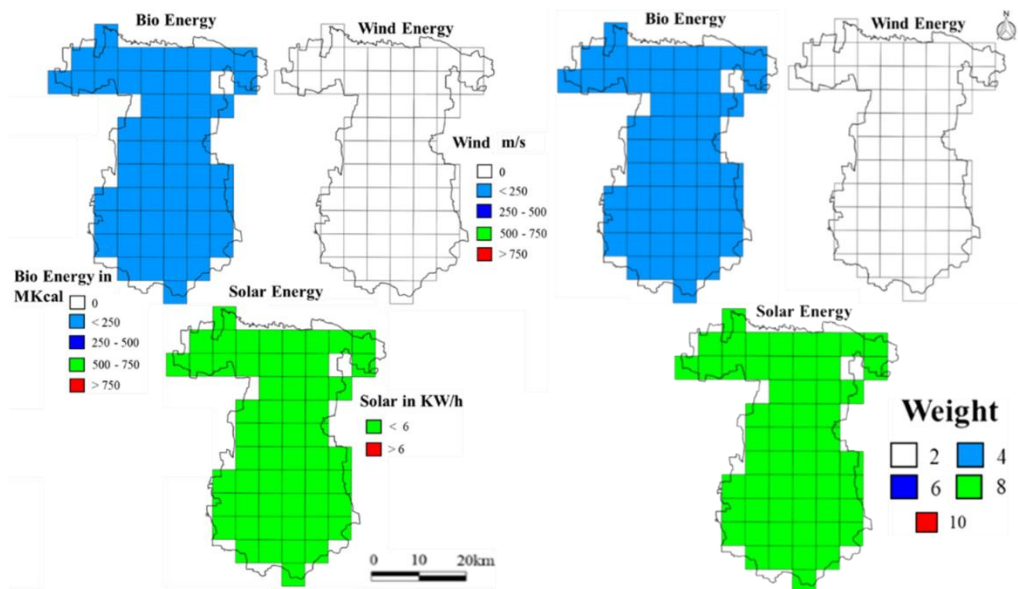 Bio Energy
Wind Energy
Wind m/s
0
< 250
250 - 500
500 - 750
> 750
Bio Energy in
MKcal
0
< 250
250 - 500
500 - 750
> 750
Solar Energy
Solar in KW/h
< 6
> 6
0 10 20km
Bio Energy
Wind Energy
N
Solar Energy
Weight
2 4
6 8
10